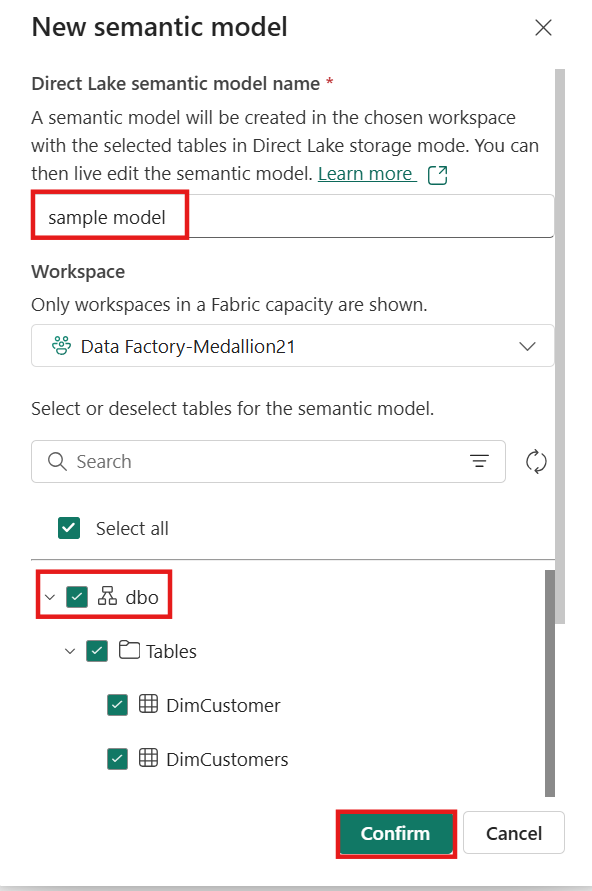 New semantic model
Direct Lake semantic model name *
A semantic model will be created in the chosen workspace
with the selected tables in Direct Lake storage mode. You can
then live edit the semantic model. Learn more
sample model
Workspace
Only workspaces in a Fabric capacity are shown.
Data Factory-Medallion21
Select or deselect tables for the semantic model.
Search
Select all
dbo
Tables
DimCustomer
DimCustomers
Confirm Cancel